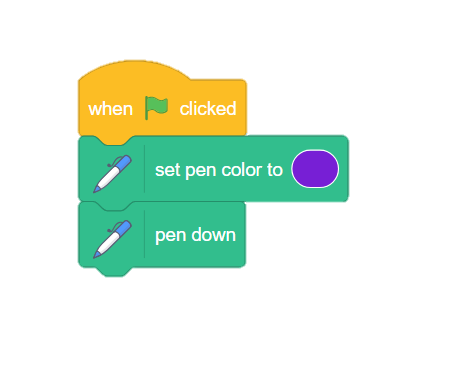 when clicked
set pen color to
pen down